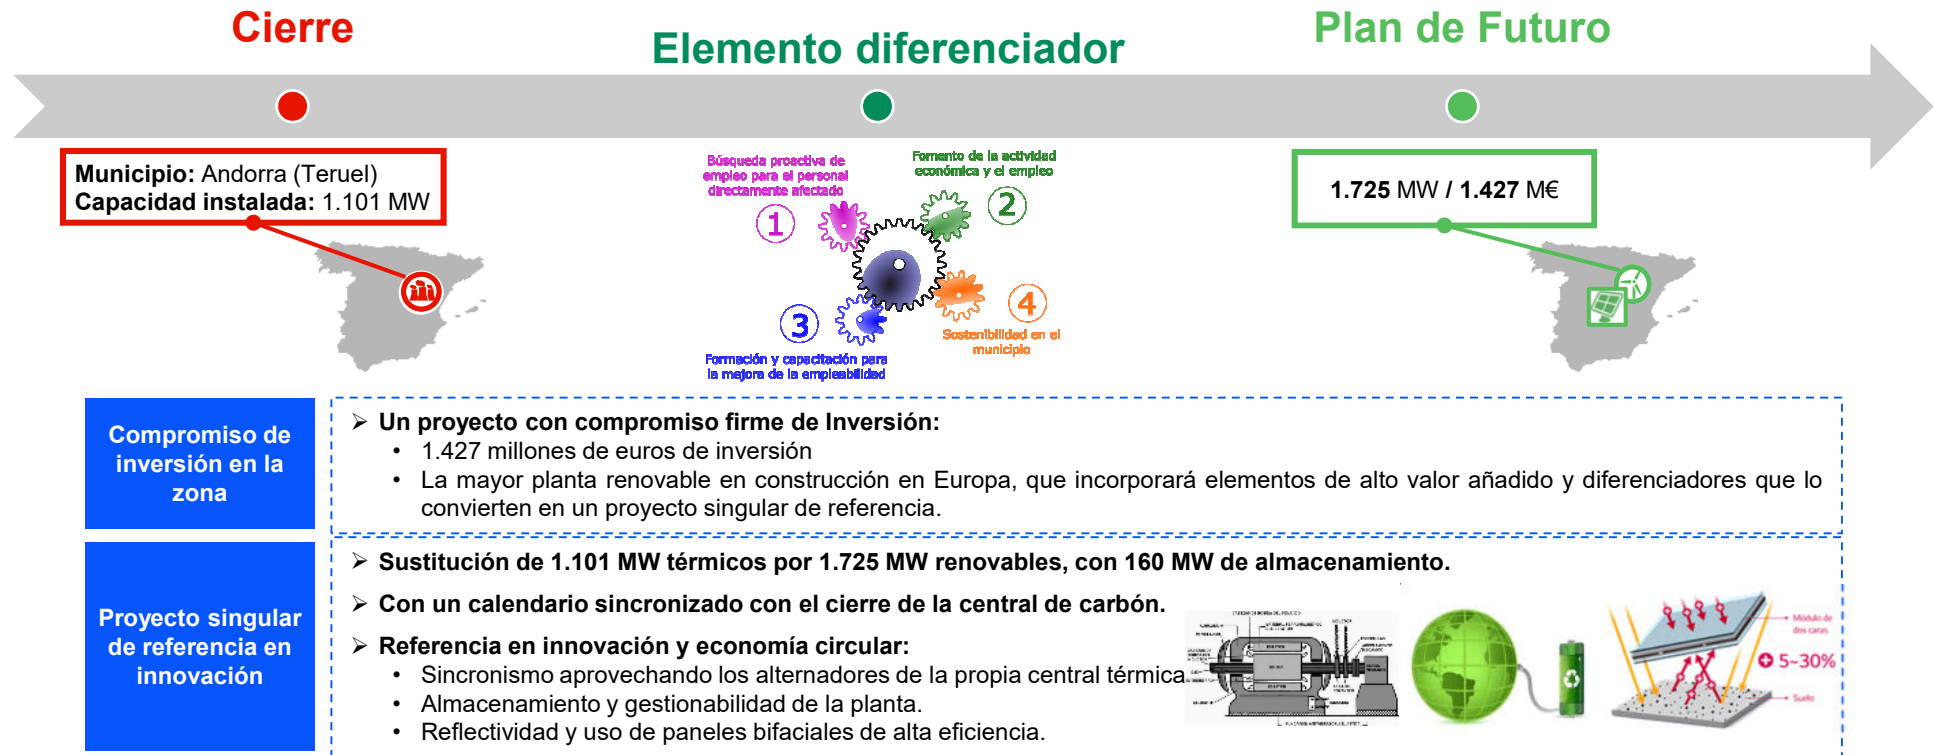 Cierre
Elemento diferenciador
Plan de Futuro
Municipio: Andorra (Teruel)
Capacidad instalada: 1.101 MW
Búsqueda proactiva de
empleo para el personal
directamente afectado
1
Fomento de la actividad
económica y el empleo
2
3
Formación y capacitación para
la mejora de la empleabilidad
4
Sostenibilidad en el
municipio
1.725 MW / 1.427 M€
Compromiso de
inversión en la
zona
➢ Un proyecto con compromiso firme de Inversión:
• 1.427 millones de euros de inversión
• La mayor planta renovable en construcción en Europa, que incorporará elementos de alto valor añadido y diferenciadores que lo
convierten en un proyecto singular de referencia.
Proyecto singular
de referencia en
innovación
➢ Sustitución de 1.101 MW térmicos por 1.725 MW renovables, con 160 MW de almacenamiento.
➢ Con un calendario sincronizado con el cierre de la central de carbón.
➢ Referencia en innovación y economía circular:
• Sincronismo aprovechando los alternadores de la propia central térmica
• Almacenamiento y gestionabilidad de la planta.
• Reflectividad y uso de paneles bifaciales de alta eficiencia.
Módulo de
dos caras
5~30%
Suelo